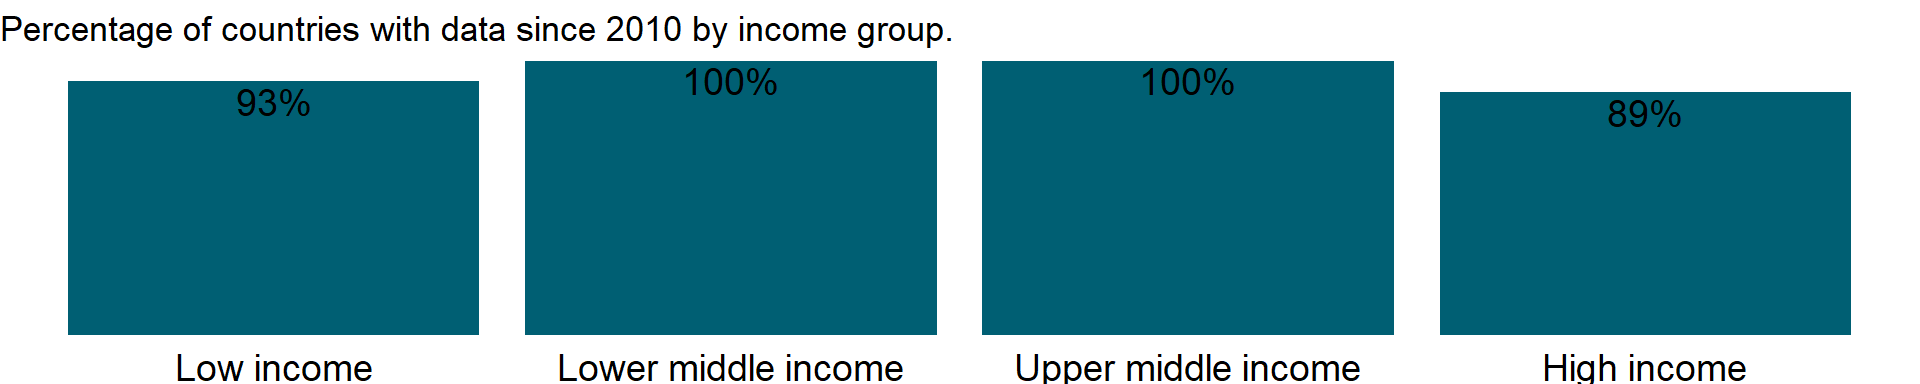 Percentage of countries with data since 2010 by income group.
93%
100%
100%
89%
Low income
Lower middle income
Upper middle income
High income